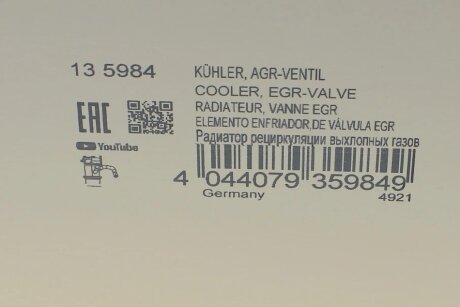 13 5984
KÜHLER, AGR-VENTIL
COOLER, EGR-VALVE
RADIATEUR, VANNE EGR
ELEMENTO ENFRIADOR,DE VÁLVULA EGR
Радиатор рециркуляции выхлопных газов
EAC
YouTube
4 044079 359849
Germany
4921